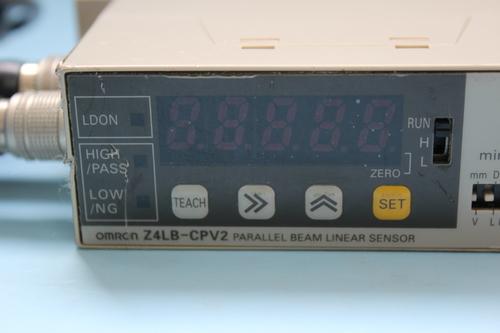 LDON
HIGH
/PASS
LOW
/NG
RUN
H
L
ZERO
TEACH
SET
OMRON Z4LB-CPV2 PARALLEL BEAM LINEAR SENSOR
mm D
V L